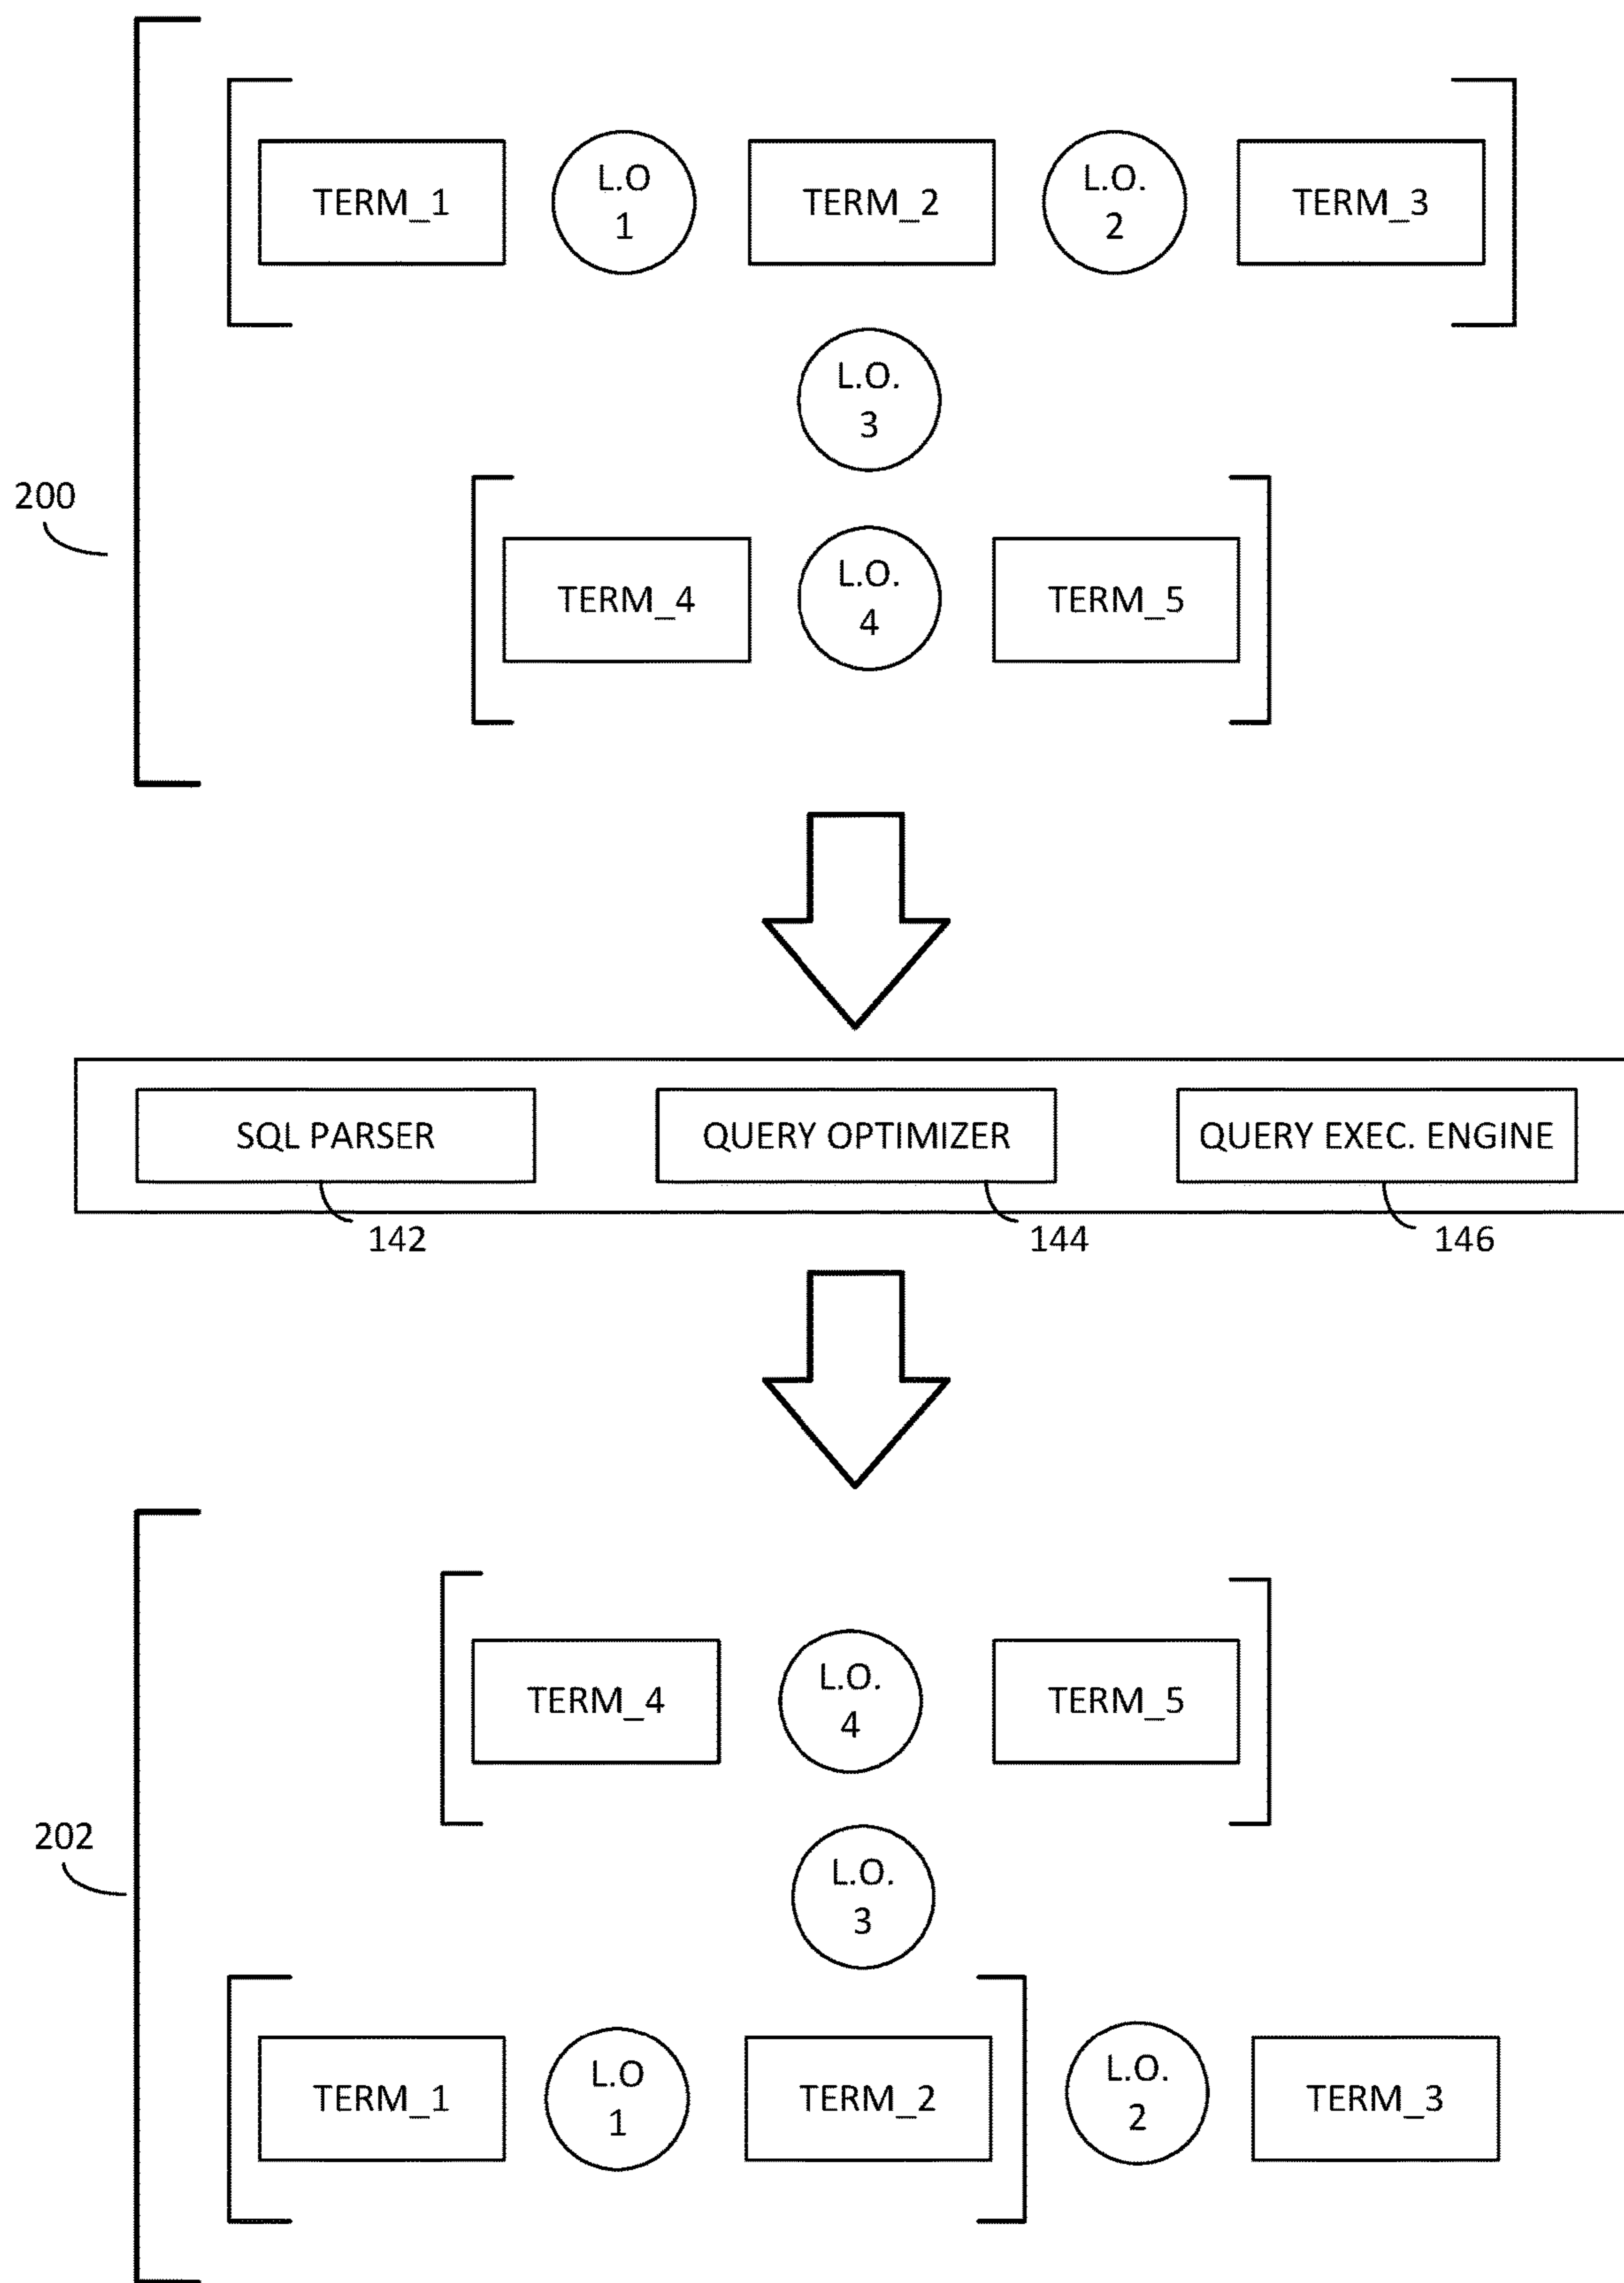 TERM_1
L.O
1
TERM_2
L.O.
2
TERM_3
L.O.
3
200
TERM_4
L.O.
4
TERM_5
SQL PARSER
QUERY OPTIMIZER
QUERY EXEC. ENGINE
142
144
146
TERM_4
L.O.
4
TERM_5
202
L.O.
3
TERM_1
L.O
1
TERM_2
L.O.
2
TERM_3